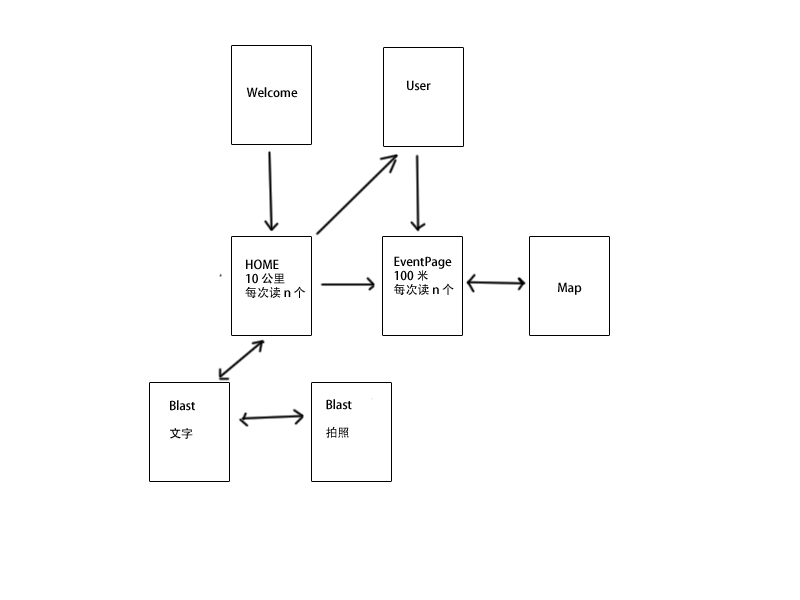 Welcome
User
HOME
10 公里
每次读 n 个
EventPage
100 米
每次读 n 个
Map
Blast
文字
Blast
拍照